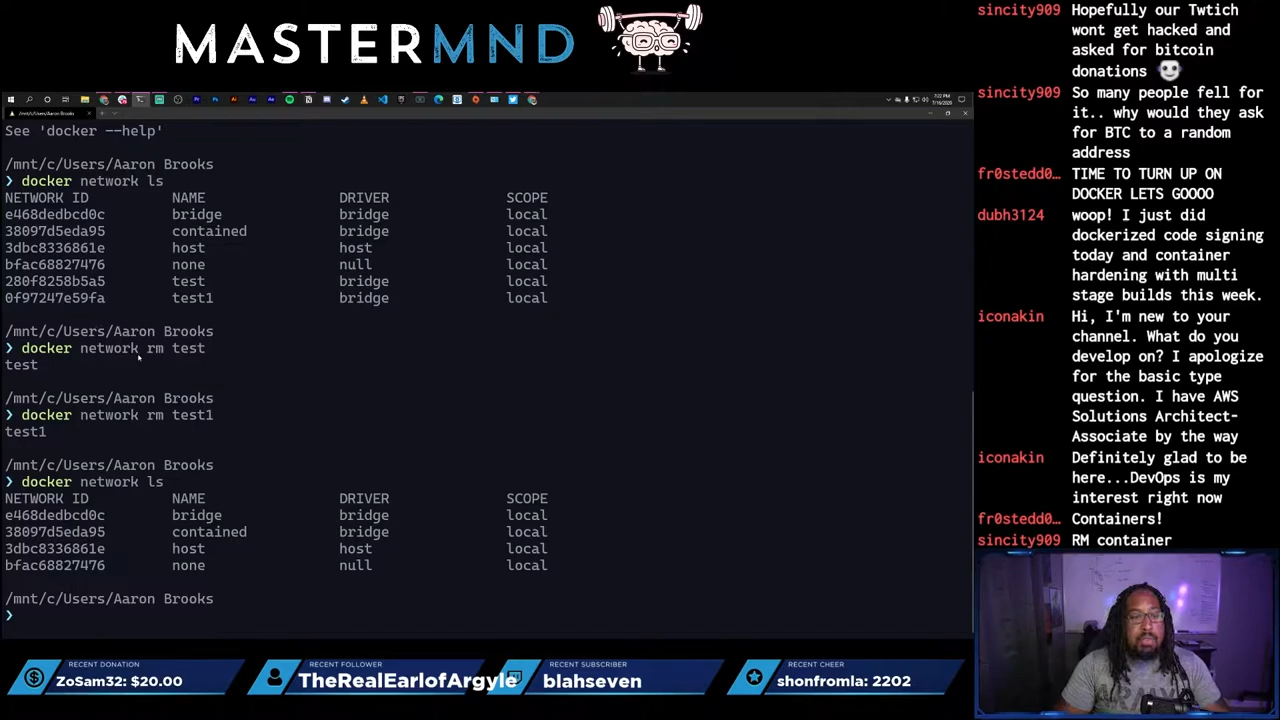 MASTERMND
/mnt/c/Users/Aaron Brooks
7:22 PM
7/16/2020
See 'docker --help'
/mnt/c/Users/Aaron Brooks
❯ docker network ls
NETWORK ID NAME DRIVER SCOPE
e468dedbcd0c bridge bridge local
38097d5eda95 contained bridge local
3dbc8336861e host host local
bfac68827476 none null local
280f8258b5a5 test bridge local
0f97247e59fa test1 bridge local
/mnt/c/Users/Aaron Brooks
❯ docker network rm test
test
/mnt/c/Users/Aaron Brooks
❯ docker network rm test1
test1
/mnt/c/Users/Aaron Brooks
❯ docker network ls
NETWORK ID NAME DRIVER SCOPE
e468dedbcd0c bridge bridge local
38097d5eda95 contained bridge local
3dbc8336861e host host local
bfac68827476 none null local
/mnt/c/Users/Aaron Brooks
❯
sincity909 Hopefully our Twtich
wont get hacked and
asked for bitcoin
donations
sincity909 So many people fell for
it.. why would they ask
for BTC to a random
address
fr0stedd0… TIME TO TURN UP ON
DOCKER LETS GOOOO
dubh3124 woop! I just did
dockerized code signing
today and container
hardening with multi
stage builds this week.
iconakin Hi, I'm new to your
channel. What do you
develop on? I apologize
for the basic type
question. I have AWS
Solutions Architect-
Associate by the way
iconakin Definitely glad to be
here...DevOps is my
interest right now
fr0stedd0… Containers!
sincity909 RM container
RECENT DONATION
ZoSam32: $20.00
RECENT FOLLOWER
TheRealEarlofArgyle
RECENT SUBSCRIBER
blahseven
RECENT CHEER
shonfromla: 2202